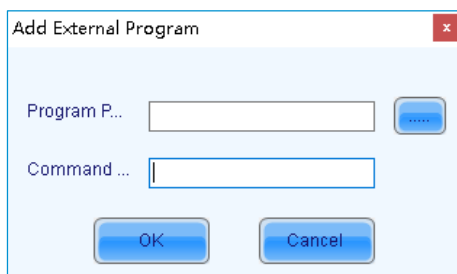 Add External Program
x
Program P...
.....
Command ...
OK
Cancel